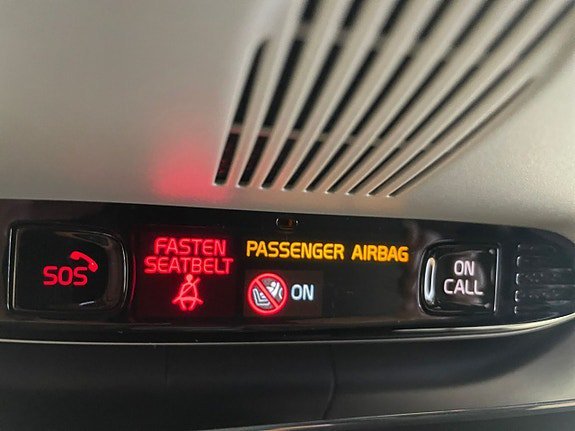 SOS
FASTEN
SEATBELT
PASSENGER AIRBAG
ON
ON
CALL